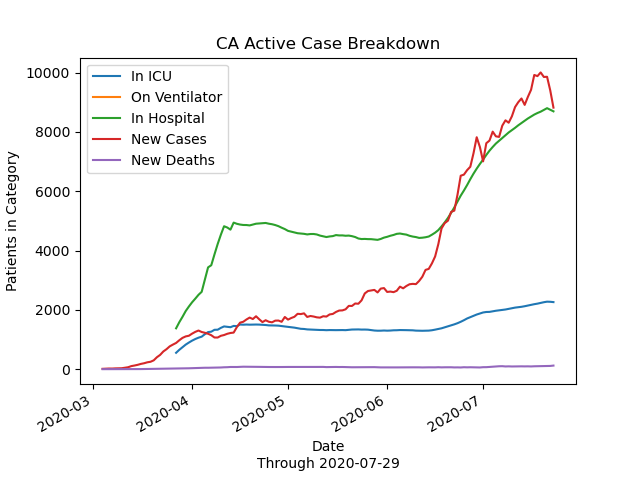 CA Active Case Breakdown
In ICU
On Ventilator
In Hospital
New Cases
New Deaths
Patients in Category
10000
8000
6000
4000
2000
0
2020-03
2020-04
2020-05
2020-06
2020-07
Date
Through 2020-07-29